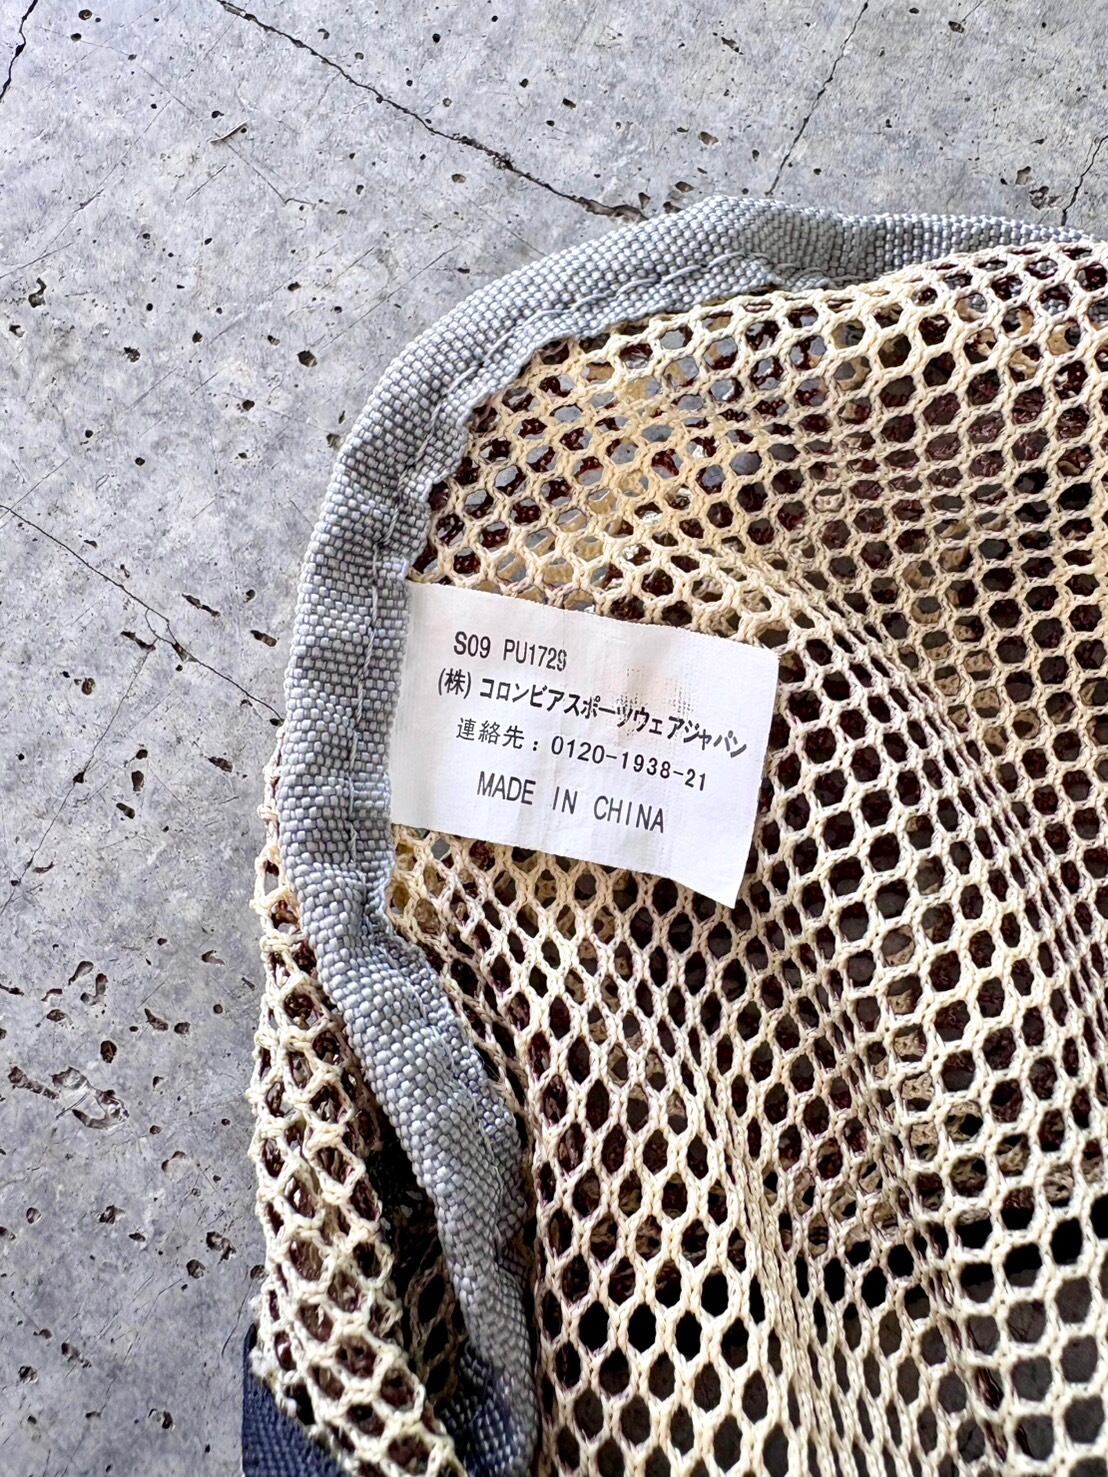 S09 PU1729
(株)コロンビアスポーツウェアジャパン
連絡先：0120-1938-21
MADE IN CHINA